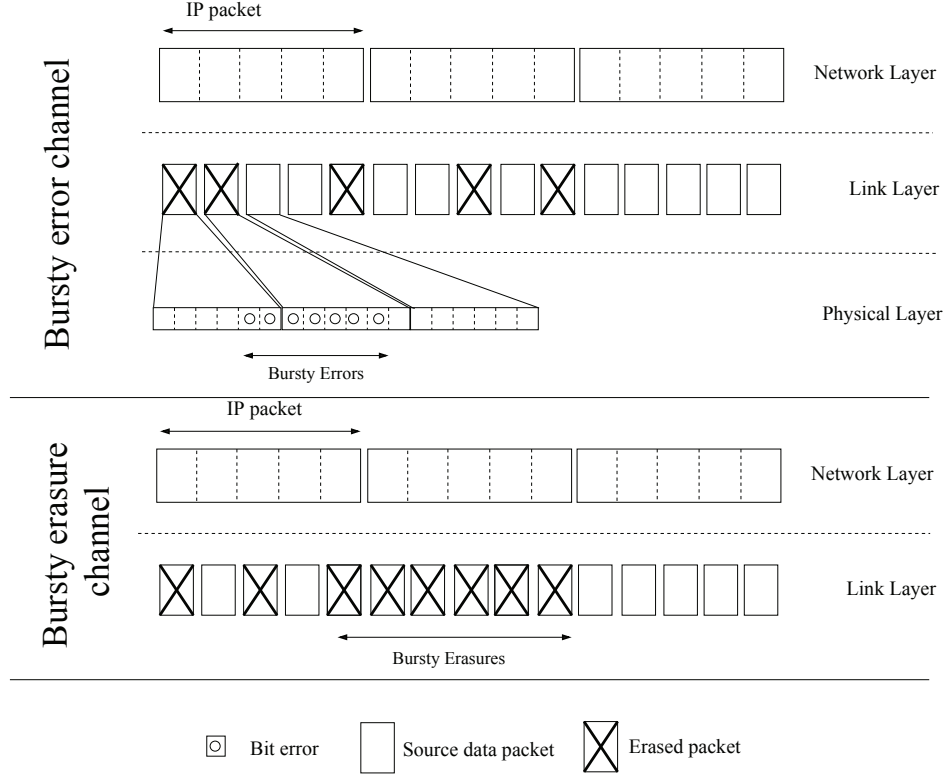 IP packet
Network Layer
Bursty error channel
Link Layer
Physical Layer
Bursty Errors
IP packet
Network Layer
Bursty erasure
channel
Link Layer
Bursty Erasures
Bit error
Source data packet
Erased packet